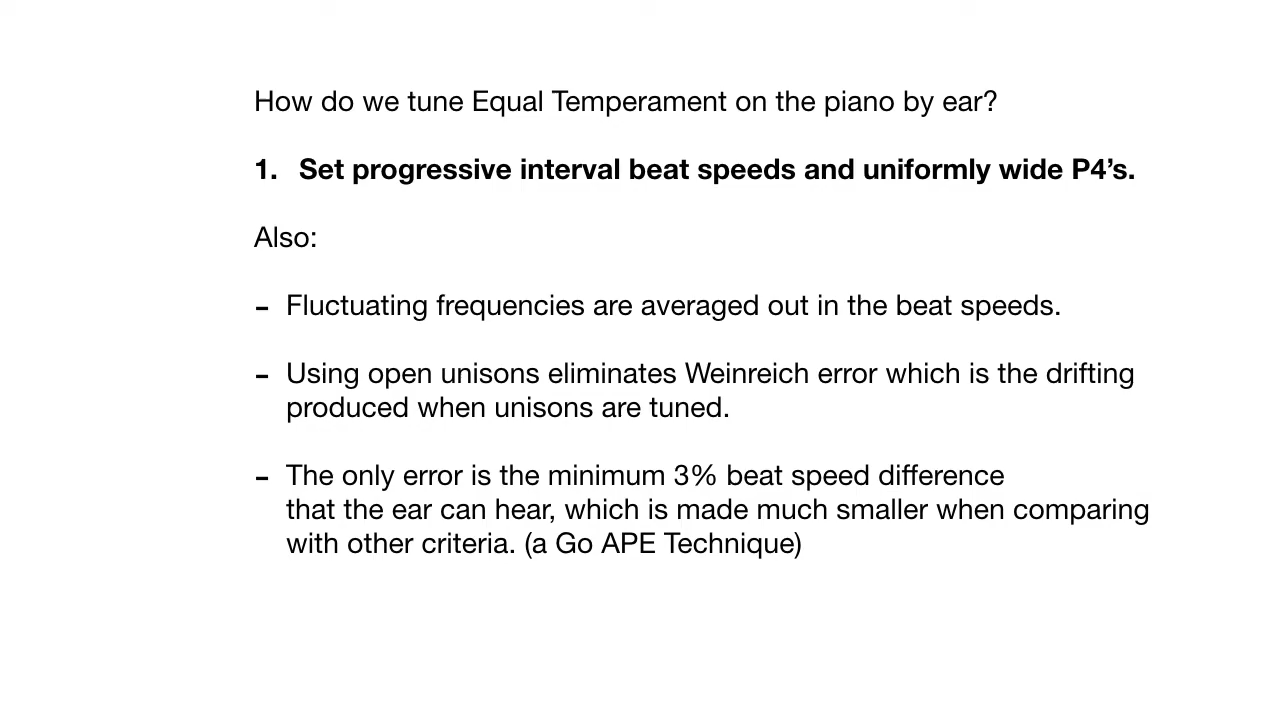 How do we tune Equal Temperament on the piano by ear?
1. Set progressive interval beat speeds and uniformly wide P4’s.
Also:
- Fluctuating frequencies are averaged out in the beat speeds.
- Using open unisons eliminates Weinreich error which is the drifting
produced when unisons are tuned.
- The only error is the minimum 3% beat speed difference
that the ear can hear, which is made much smaller when comparing
with other criteria. (a Go APE Technique)